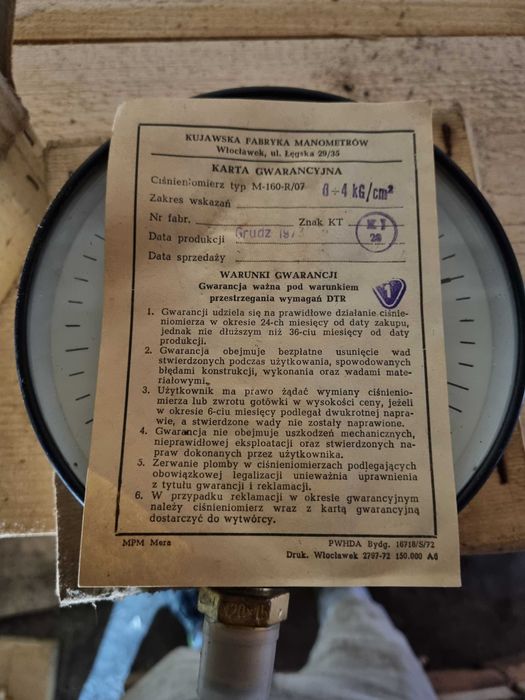 KUJAWSKA FABRYKA MANOMETRÓW
Włocławek, ul. Łęgska 29/35
KARTA GWARANCYJNA
Ciśnieniomierz typ M-160-R/07
Zakres wskazań 0÷4 kG/cm²
Nr fabr. Znak KT KJ 20
Data produkcji Grudz 197
Data sprzedaży
WARUNKI GWARANCJI
Gwarancja ważna pod warunkiem
przestrzegania wymagań DTR
1
1. Gwarancji udziela się na prawidłowe działanie ciśnie-
niomierza w okresie 24-ch miesięcy od daty zakupu,
jednak nie dłuższym niż 36-ciu miesięcy od daty
produkcji.
2. Gwarancja obejmuje bezpłatne usunięcie wad
stwierdzonych podczas użytkowania, spowodowanych
błędami konstrukcji, wykonania oraz wadami mate-
riałowymi.
3. Użytkownik ma prawo żądać wymiany ciśnienio-
mierza lub zwrotu gotówki w wysokości ceny, jeżeli
w okresie 6-ciu miesięcy podlegał dwukrotnej napra-
wie, a stwierdzone wady nie zostały naprawione.
4. Gwarancja nie obejmuje uszkodzeń mechanicznych,
nieprawidłowej eksploatacji oraz stwierdzonych na-
praw dokonanych przez użytkownika.
5. Zerwanie plomby w ciśnieniomierzach podlegających
obowiązkowej legalizacji unieważnia uprawnienia
z tytułu gwarancji i reklamacji.
6. W przypadku reklamacji w okresie gwarancyjnym
należy ciśnieniomierz wraz z kartą gwarancyjną
dostarczyć do wytwórcy.
MPM Mera PWHDA Bydg. 16718/S/72
Druk. Włocławek 2797-72 150.000 A6